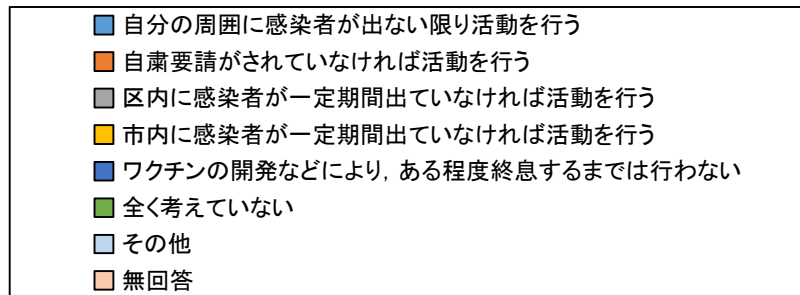 自分の周囲に感染者が出ない限り活動を行う
自粛要請がされていなければ活動を行う
区内に感染者が一定期間出ていなければ活動を行う
市内に感染者が一定期間出ていなければ活動を行う
ワクチンの開発などにより，ある程度終息するまでは行わない
全く考えていない
その他
無回答